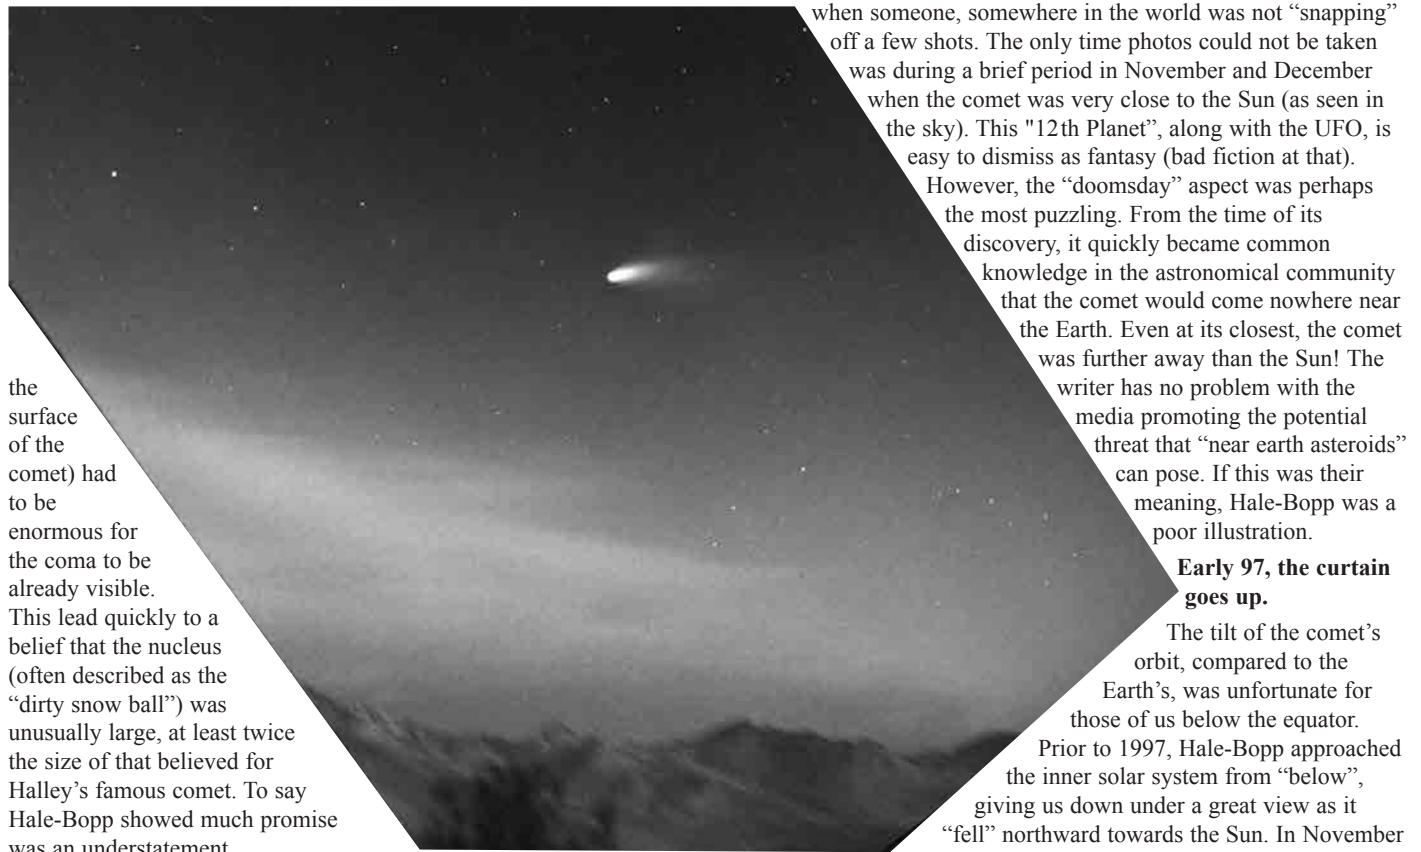 the
surface
of the
comet) had
to be
enormous for
the coma to be
already visible.
This lead quickly to a
belief that the nucleus
(often described as the
“dirty snow ball”) was
unusually large, at least twice
the size of that believed for
Halley’s famous comet. To say
Hale-Bopp showed much promise
was an understatement
when someone, somewhere in the world was not “snapping”
off a few shots. The only time photos could not be taken
was during a brief period in November and December
when the comet was very close to the Sun (as seen in
the sky). This "12th Planet”, along with the UFO, is
easy to dismiss as fantasy (bad fiction at that).
However, the “doomsday” aspect was perhaps
the most puzzling. From the time of its
discovery, it quickly became common
knowledge in the astronomical community
that the comet would come nowhere near
the Earth. Even at its closest, the comet
was further away than the Sun! The
writer has no problem with the
media promoting the potential
threat that “near earth asteroids”
can pose. If this was their
meaning, Hale-Bopp was a
poor illustration.
Early 97, the curtain
goes up.
The tilt of the comet’s
orbit, compared to the
Earth’s, was unfortunate for
those of us below the equator.
Prior to 1997, Hale-Bopp approached
the inner solar system from “below”,
giving us down under a great view as it
“fell” northward towards the Sun. In November